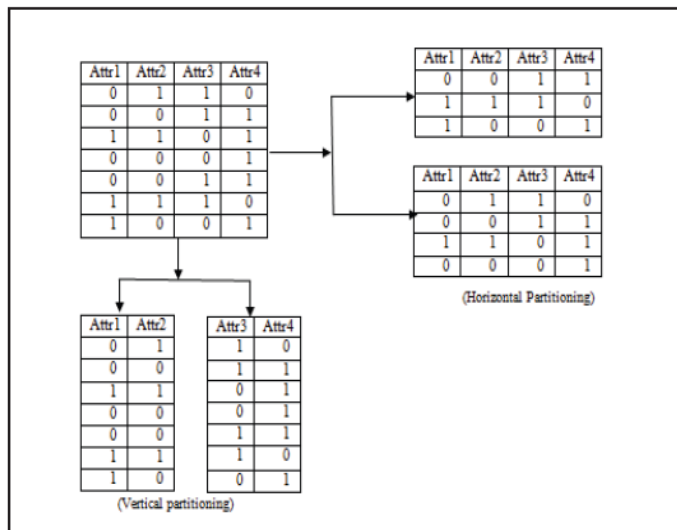 Attr1 Attr2 Attr3 Attr4
0 1 1 0
0 0 1 1
1 1 0 1
0 0 0 1
0 0 1 1
1 1 1 0
1 0 0 1
Attr1 Attr2 Attr3 Attr4
0 0 1 1
1 1 1 0
1 0 0 1
Attr1 Attr2 Attr3 Attr4
0 1 1 0
0 0 1 1
1 1 0 1
0 0 0 1
(Horizontal Partitioning)
Attr1 Attr2
0 1
0 0
1 1
0 0
0 0
1 1
1 0
Attr3 Attr4
1 0
1 1
0 1
0 1
1 1
1 0
0 1
(Vertical partitioning)